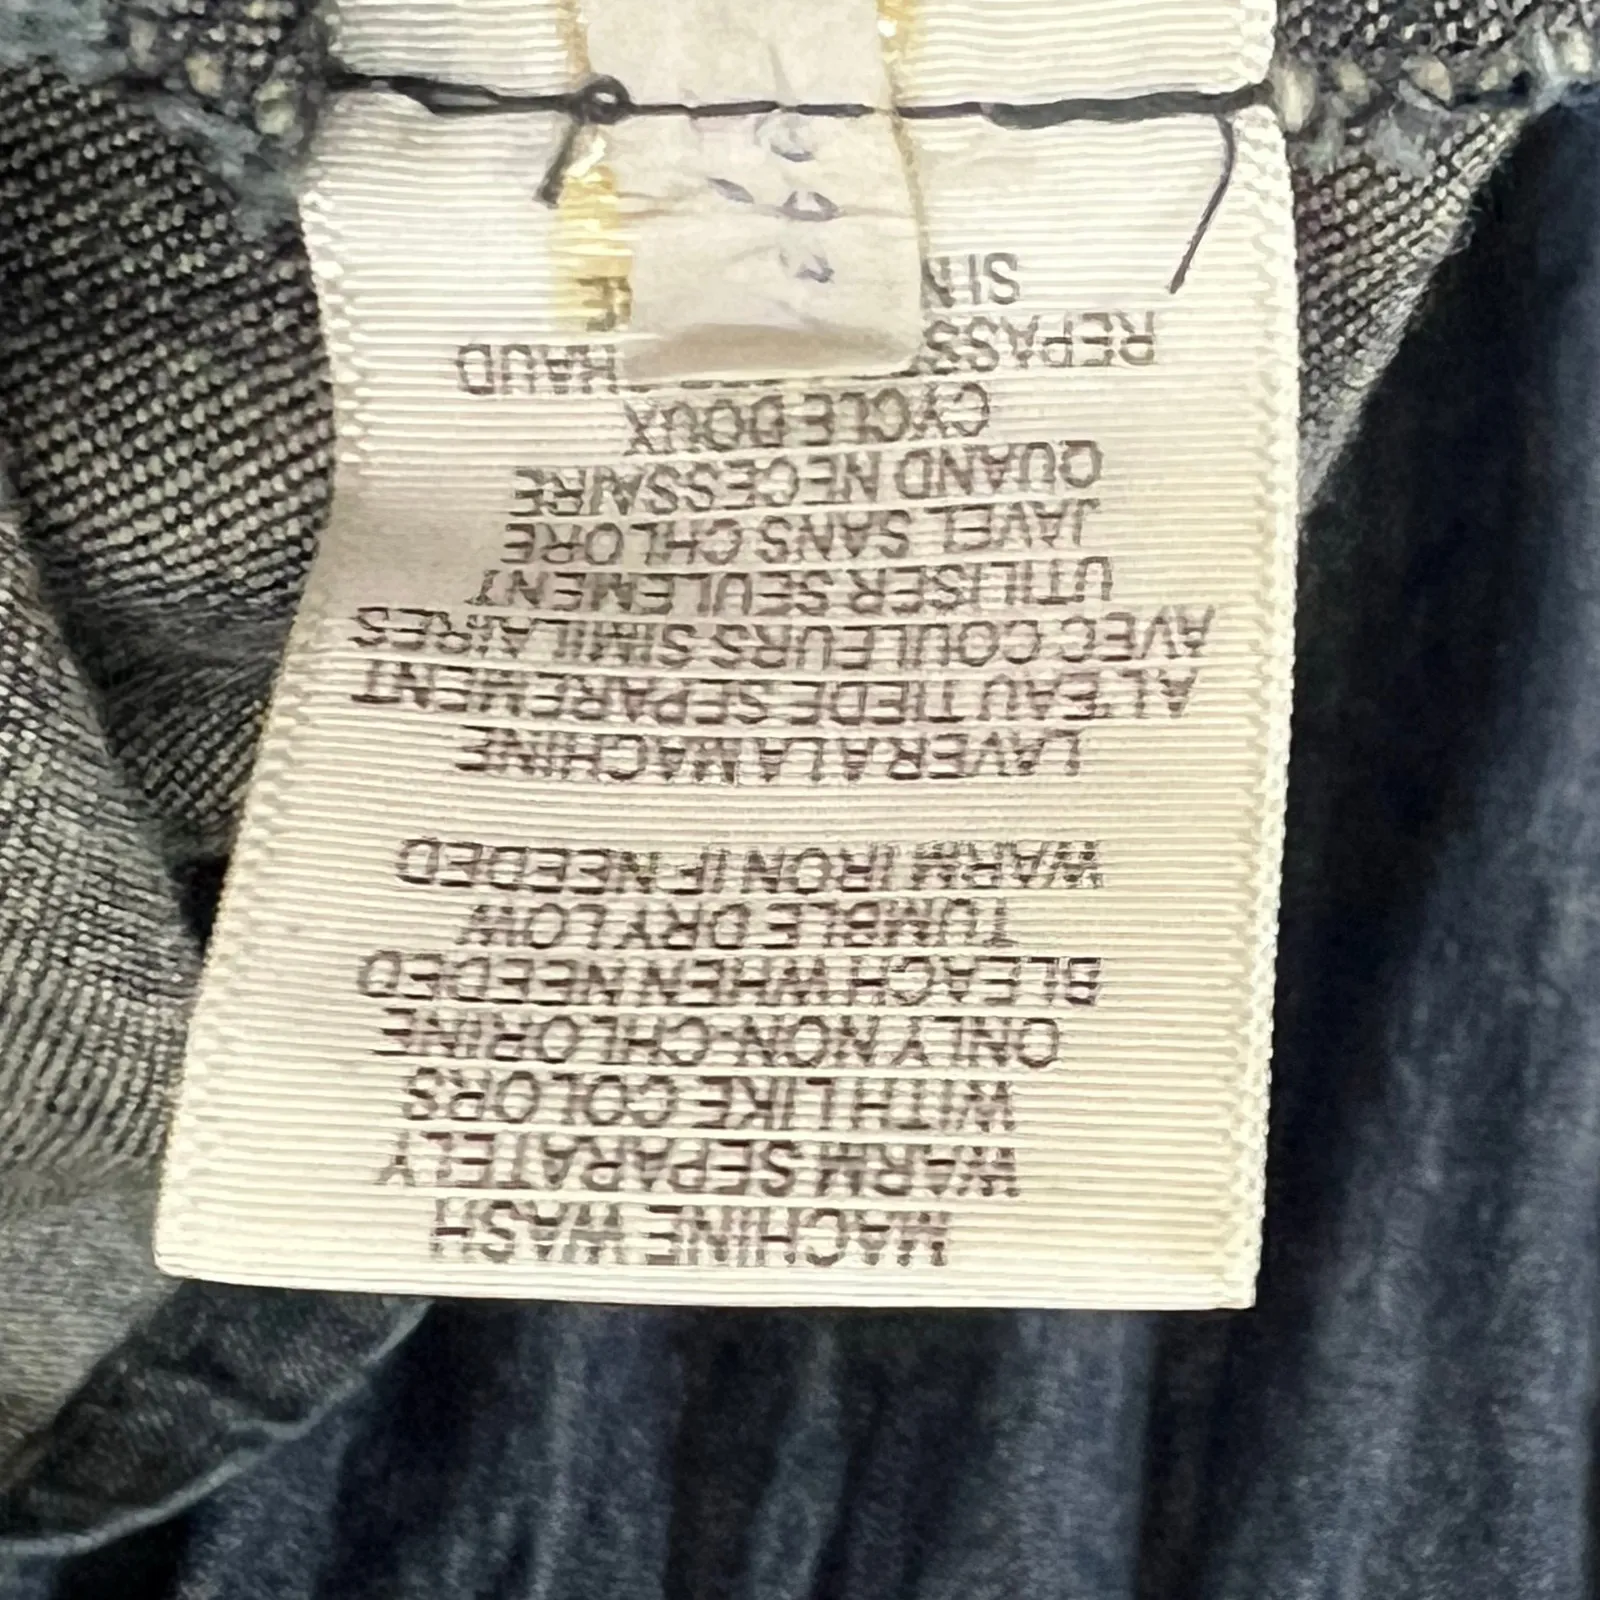 MACHINE WASH
WARM SEPARATELY
WITH LIKE COLORS
ONLY NON-CHLORINE
BLEACH WHEN NEEDED
TUMBLE DRY LOW
WARM IRON IF NEEDED
LAVER A LA MACHINE
A L'EAU TIEDE SEPAREMENT
AVEC COULEURS SIMILAIRES
UTILISER SEULEMENT
JAVEL SANS CHLORE
QUAND NECESSAIRE
CYCLE DOUX